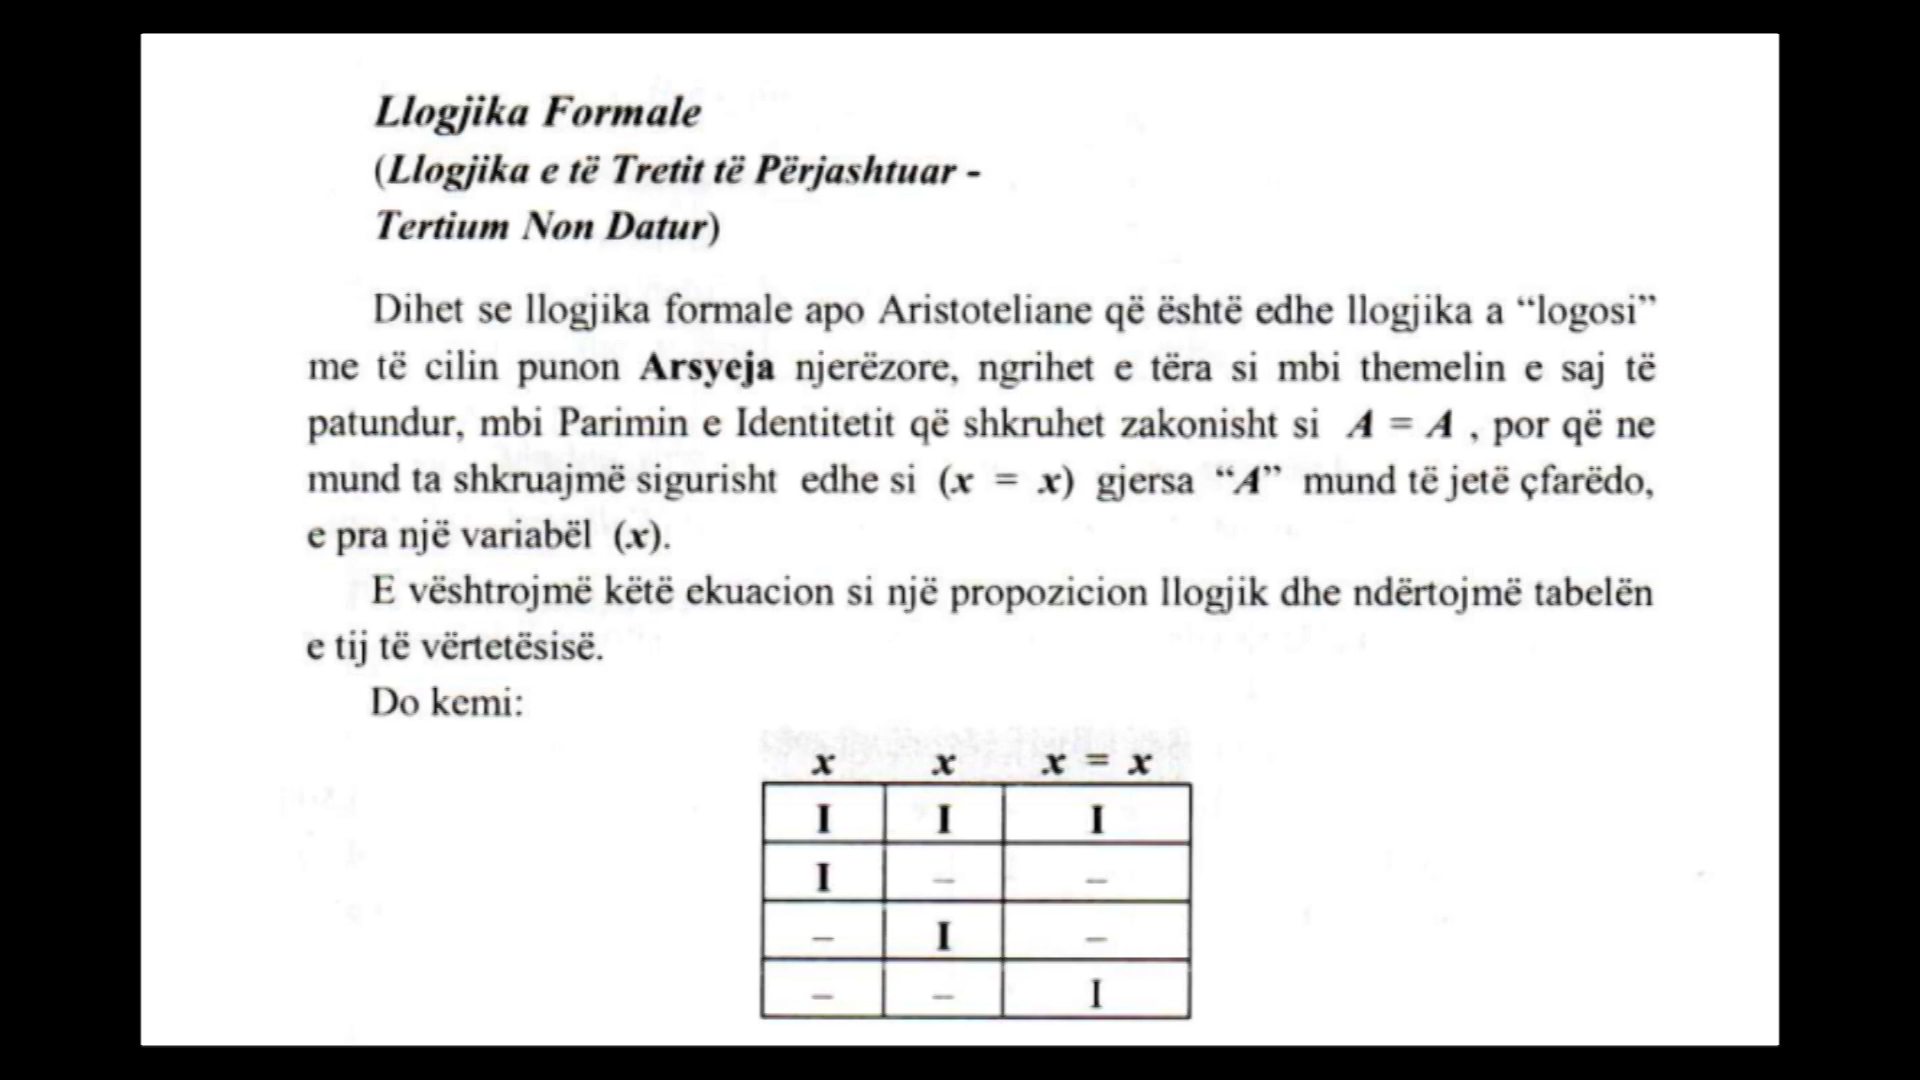 Llogjika Formale
(Llogjika e të Tretit të Përjashtuar -
Tertium Non Datur)
Dihet se llogjika formale apo Aristoteliane që është edhe llogjika a “logosi”
me të cilin punon Arsyeja njerëzore, ngrihet e tëra si mbi themelin e saj të
patundur, mbi Parimin e Identitetit që shkruhet zakonisht si A = A , por që ne
mund ta shkruajmë sigurisht edhe si (x = x) gjersa “A” mund të jetë çfarëdo,
e pra një variabël (x).
E vështrojmë këtë ekuacion si një propozicion llogjik dhe ndërtojmë tabelën
e tij të vërtetësisë.
Do kemi:
x x x = x
I I I
I – –
– I –
– – I